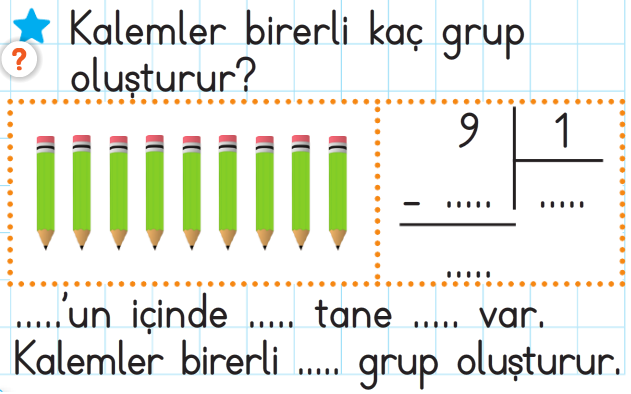 Kalemler birerli kaç grup
?
oluşturur?
9 1
- ..... .....
.....
.....'un içinde ..... tane ..... var.
Kalemler birerli ..... grup oluşturur.